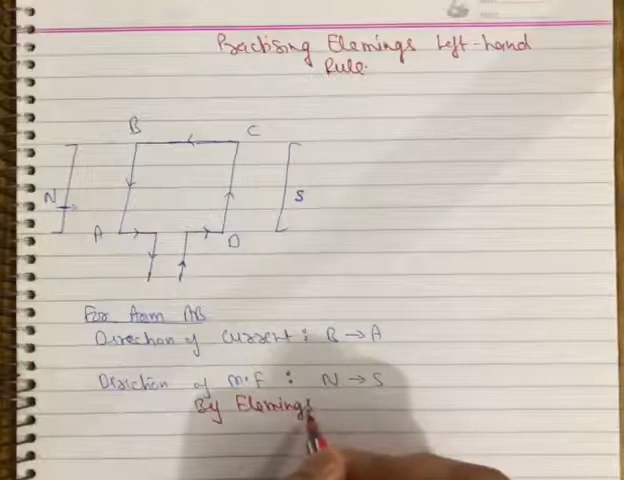 Practising Flemings Left-hand
Rule.
B
C
N
S
A
D
For Arm AB
Direction of Current : B → A
Direction of M.F : N → S
By Flemings